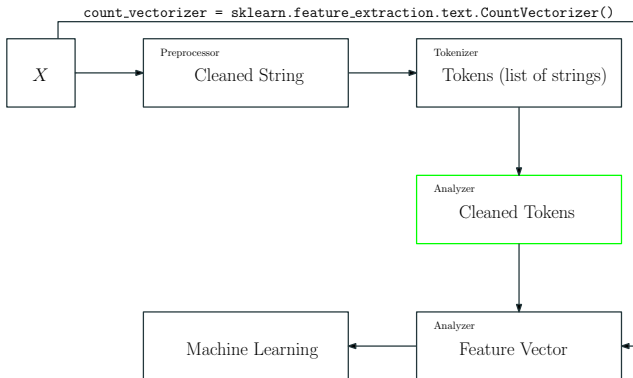 count_vectorizer = sklearn.feature_extraction.text.CountVectorizer()
X
Preprocessor
Cleaned String
Tokenizer
Tokens (list of strings)
Analyzer
Cleaned Tokens
Machine Learning
Analyzer
Feature Vector